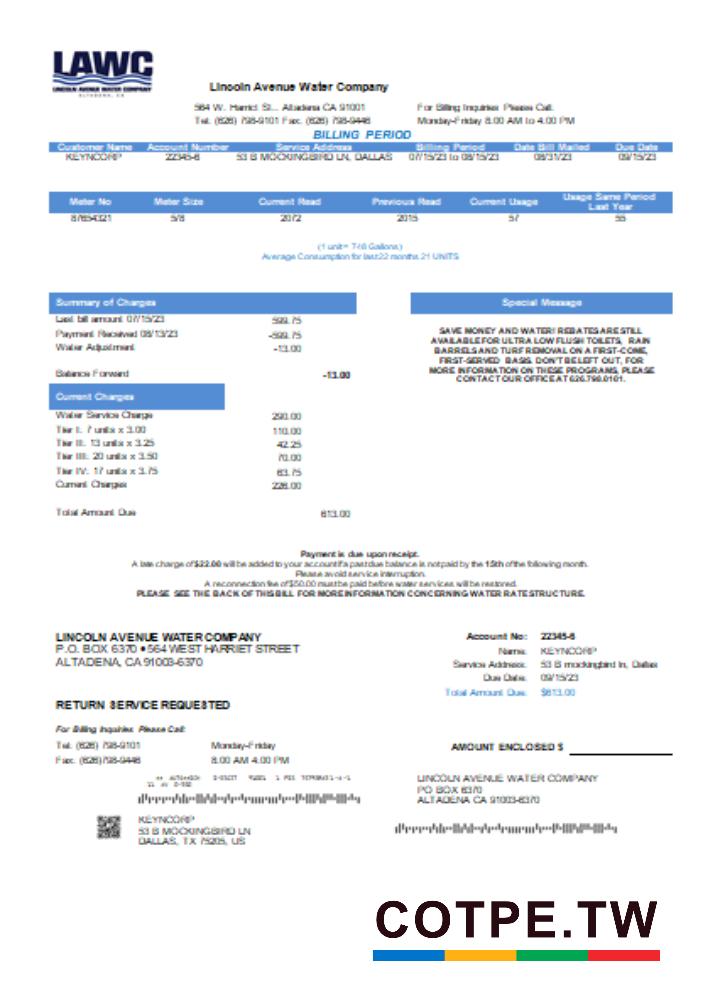 LAWC
LINCOLN AVENUE WATER COMPANY
ALTADENA, CA
Lincoln Avenue Water Company
564 W. Harrict St... Altadena CA 91001
For Billing Inquiries Please Call.
Tel. (626) 798-9101 Fax. (626) 798-9446
Monday-Friday 8.00 AM to 4.00 PM
BILLING PERIOD
Customer Name Account Number Service Address Billing Period Date Bill Mailed Due Date
KEYNCORP 22345-6 53 B MOCKINGBIRD LN, DALLAS 07/15/23 to 08/15/23 08/31/23 09/15/23
Meter No Meter Size Current Read Previous Read Current Usage Usage Same Period Last Year
87654321 5/8 2072 2015 57 55
(1 unit = 748 Gallons)
Average Consumption for last 22 months 21 UNITS
Summary of Charges
Special Message
Last bill amount 07/15/23 599.75
Payment Received 08/13/23 -599.75
Water Adjustment -13.00
Balance Forward -13.00
SAVE MONEY AND WATER! REBATES ARE STILL
AVAILABLE FOR ULTRA LOW FLUSH TOILETS, RAIN
BARRELS AND TURF REMOVAL ON A FIRST-COME,
FIRST-SERVED BASIS. DON'T BE LEFT OUT, FOR
MORE INFORMATION ON THESE PROGRAMS, PLEASE
CONTACT OUR OFFICE AT 626.798.9101.
Current Charges
Water Service Charge 290.00
Tier I: 7 units x 3.00 110.00
Tier II: 13 units x 3.25 42.25
Tier III: 20 units x 3.50 70.00
Tier IV: 17 units x 3.75 63.75
Current Charges 226.00
Total Amount Due 613.00
Payment is due upon receipt.
A late charge of $22.00 will be added to your account if a past due balance is not paid by the 15th of the following month.
Please avoid service interruption.
A reconnection fee of $50.00 must be paid before water services will be restored.
PLEASE SEE THE BACK OF THIS BILL FOR MORE INFORMATION CONCERNING WATER RATE STRUCTURE.
LINCOLN AVENUE WATER COMPANY
P.O. BOX 6370 • 564 WEST HARRIET STREET
ALTADENA, CA 91003-6370
Account No: 22345-6
Name: KEYNCORP
Service Address: 53 B mockingbird ln, Dallas
Due Date: 09/15/23
Total Amount Due: $613.00
RETURN SERVICE REQUESTED
For Billing Inquiries Please Call:
Tel. (626) 798-9101 Monday-Friday
Fax. (626) 798-9446 8.00 AM 4.00 PM
AMOUNT ENCLOSED $
LINCOLN AVENUE WATER COMPANY
PO BOX 6370
ALTADENA CA 91003-6370
KEYNCORP
53 B MOCKINGBIRD LN
DALLAS, TX 75205, US
COTPE.TW